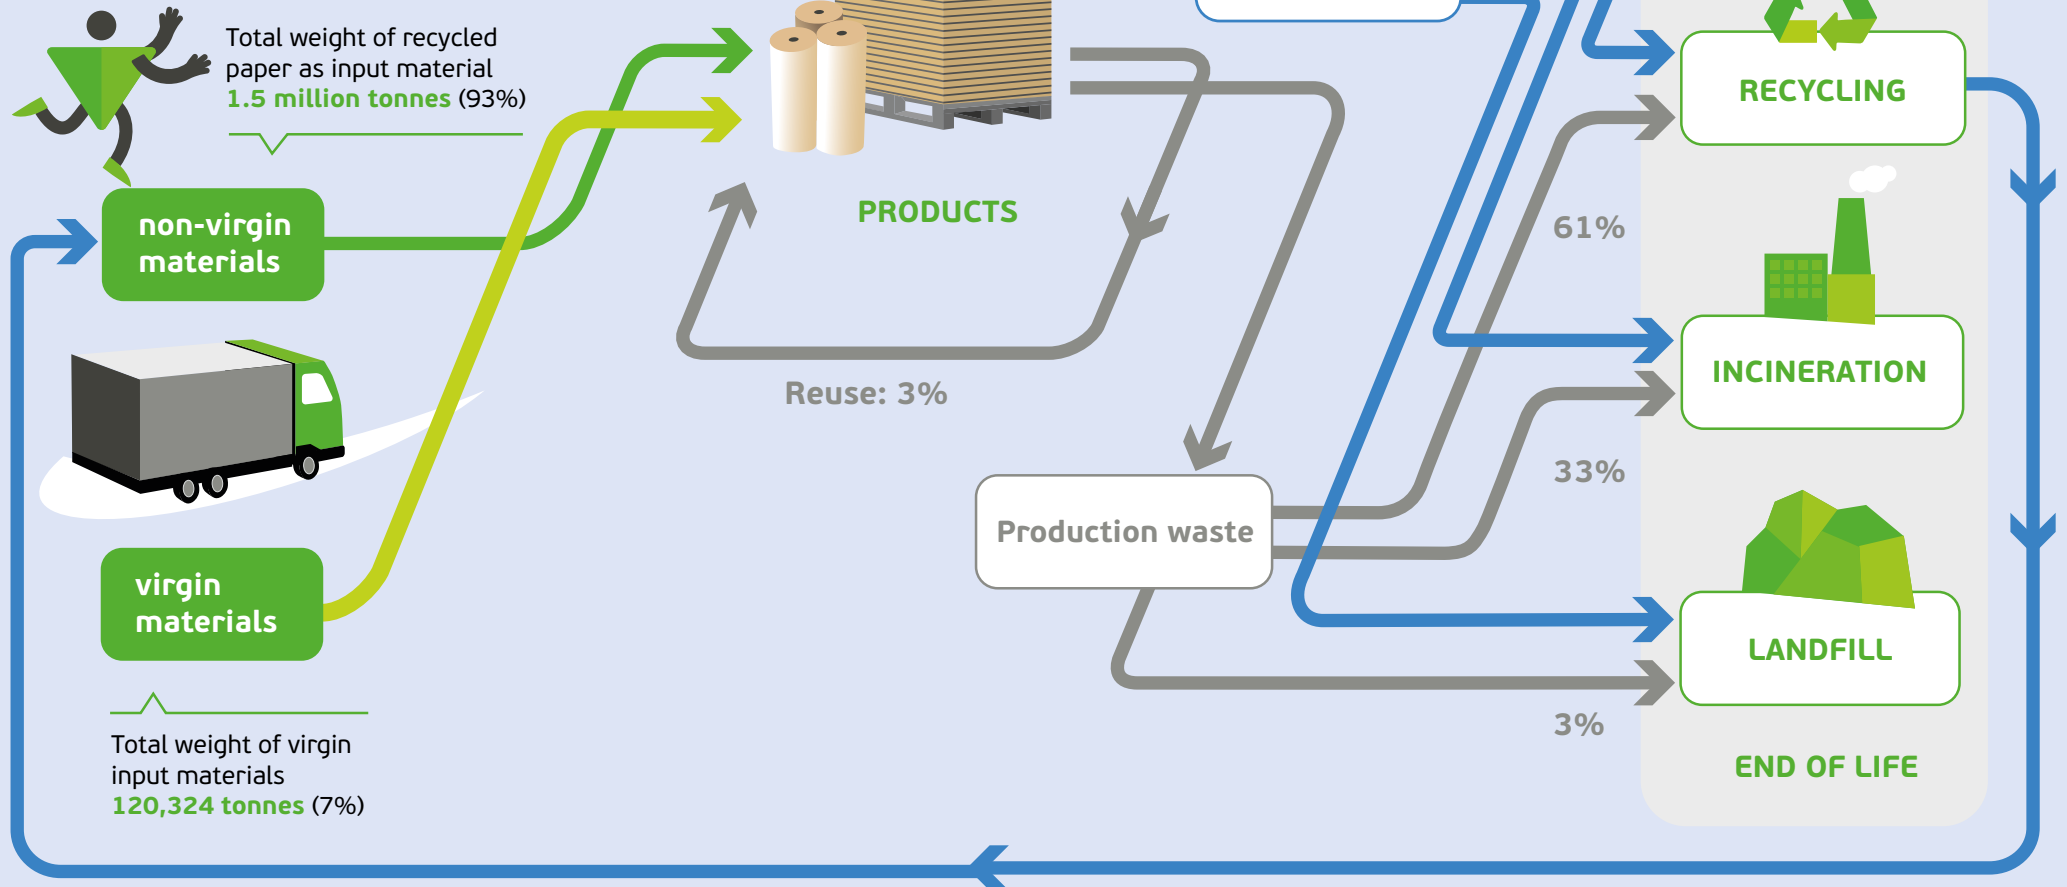 Total weight of recycled
paper as input material
1.5 million tonnes (93%)
non-virgin
materials
virgin
materials
Total weight of virgin
input materials
120,324 tonnes (7%)
PRODUCTS
Reuse: 3%
Production waste
61%
33%
3%
RECYCLING
INCINERATION
LANDFILL
END OF LIFE